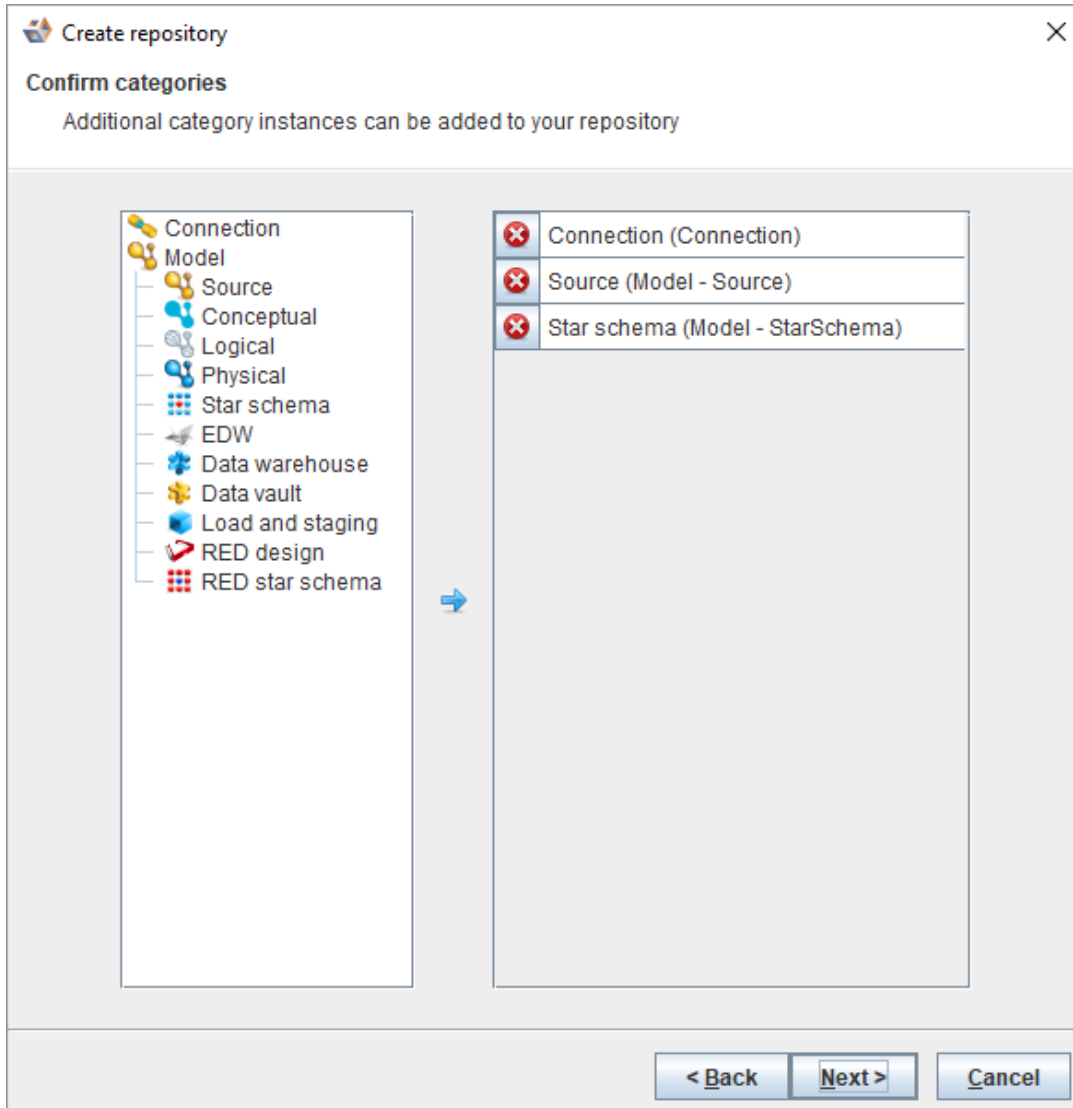 Create repository
Confirm categories
Additional category instances can be added to your repository
Connection
Model
Source
Conceptual
Logical
Physical
Star schema
EDW
Data warehouse
Data vault
Load and staging
RED design
RED star schema
Connection (Connection)
Source (Model - Source)
Star schema (Model - StarSchema)
< Back
Next >
Cancel